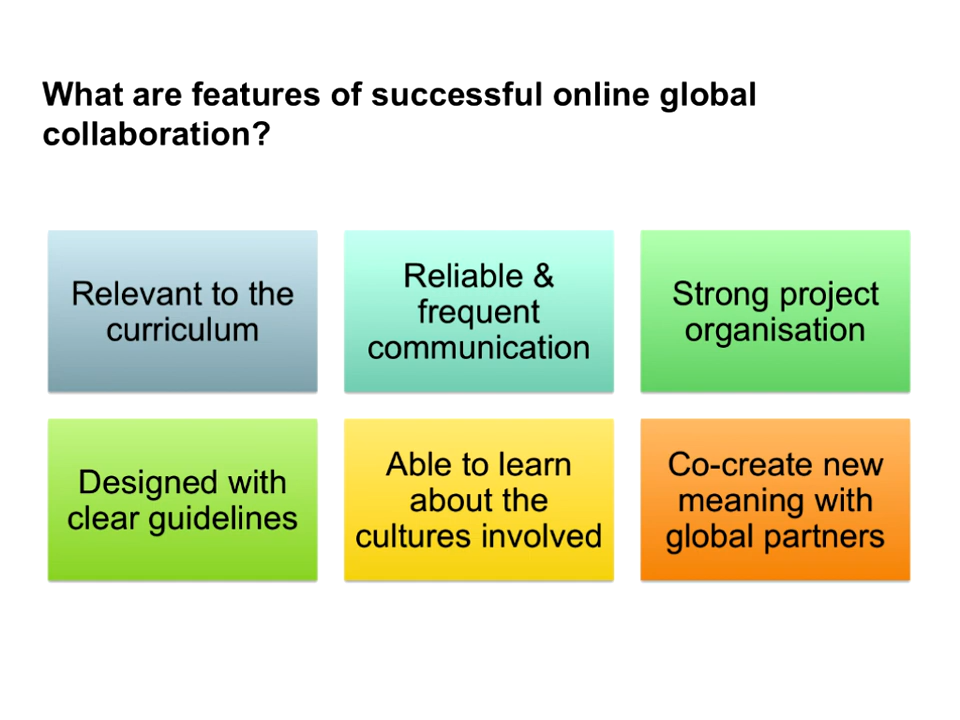 What are features of successful online global
collaboration?
Relevant to the
curriculum
Reliable &
frequent
communication
Strong project
organisation
Designed with
clear guidelines
Able to learn
about the
cultures involved
Co-create new
meaning with
global partners